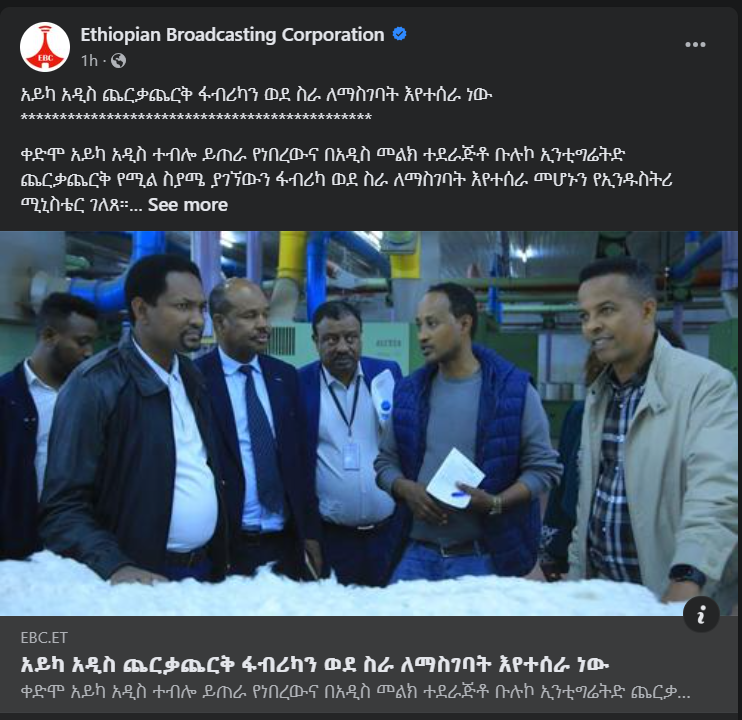 Ethiopian Broadcasting Corporation
EBC
1h ·
አይካ አዲስ ጨርቃጨርቅ ፋብሪካን ወደ ስራ ለማስገባት እየተሰራ ነው
*********************************************
ቀድሞ አይካ አዲስ ተብሎ ይጠራ የነበረውና በአዲስ መልክ ተደራጅቶ ቡሉኮ ኢንቲግሬትድ
ጨርቃጨርቅ የሚል ስያሜ ያገኘውን ፋብሪካ ወደ ስራ ለማስገባት እየተሰራ መሆኑን የኢንዱስትሪ
ሚኒስቴር ገለጸ።... See more
EBC.ET
አይካ አዲስ ጨርቃጨርቅ ፋብሪካን ወደ ስራ ለማስገባት እየተሰራ ነው
ቀድሞ አይካ አዲስ ተብሎ ይጠራ የነበረውና በአዲስ መልክ ተደራጅቶ ቡሉኮ ኢንቲግሬትድ ጨርቃ...